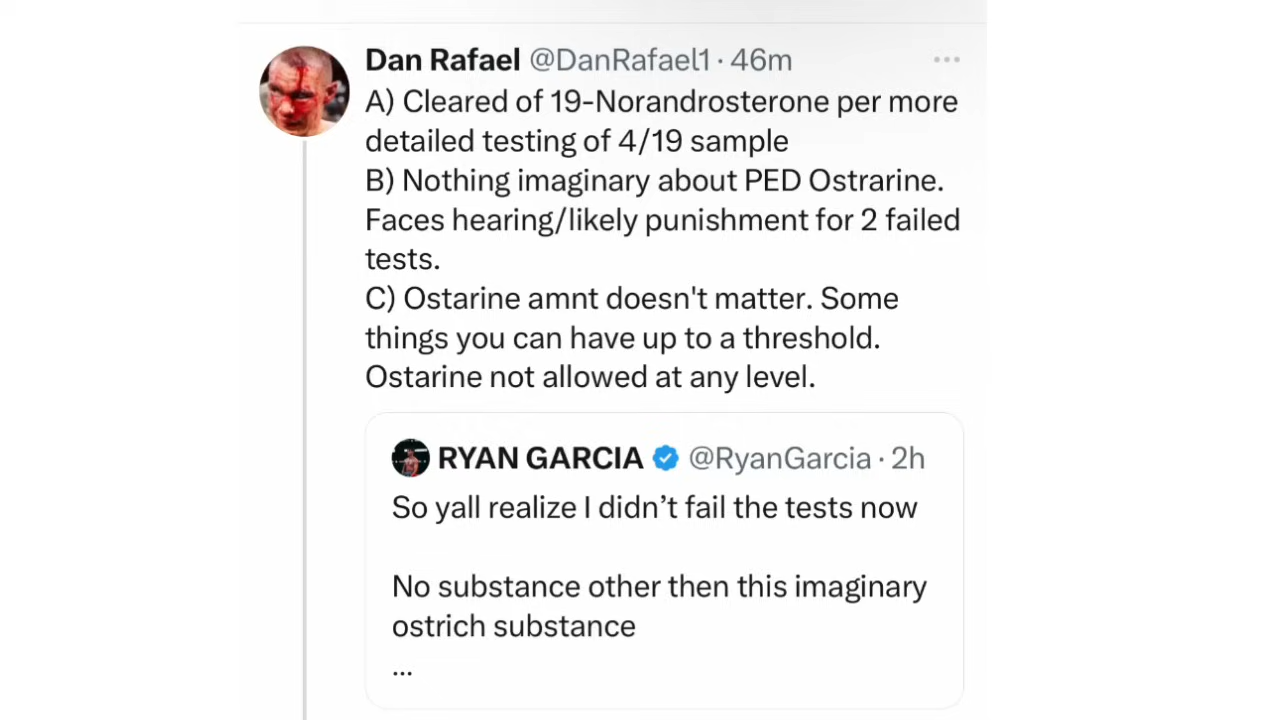 Dan Rafael @DanRafael1 · 46m
A) Cleared of 19-Norandrosterone per more
detailed testing of 4/19 sample
B) Nothing imaginary about PED Ostrarine.
Faces hearing/likely punishment for 2 failed
tests.
C) Ostarine amnt doesn't matter. Some
things you can have up to a threshold.
Ostarine not allowed at any level.
RYAN GARCIA @RyanGarcia · 2h
So yall realize I didn’t fail the tests now
No substance other then this imaginary
ostrich substance
...